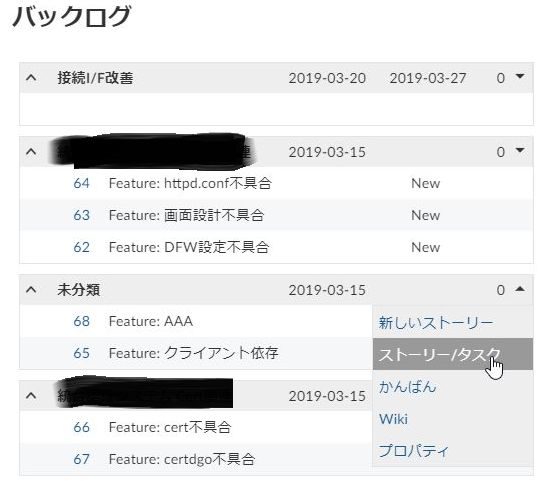 バックログ
接続I/F改善 2019-03-20 2019-03-27 0
2019-03-15 0
64 Feature: httpd.conf不具合 New
63 Feature: 画面設計不具合 New
62 Feature: DFW設定不具合 New
未分類 2019-03-15 0
68 Feature: AAA
新しいストーリー
65 Feature: クライアント依存
ストーリー/タスク
2019-03-15
かんばん
66 Feature: cert不具合
Wiki
67 Feature: certdgo不具合
プロパティ